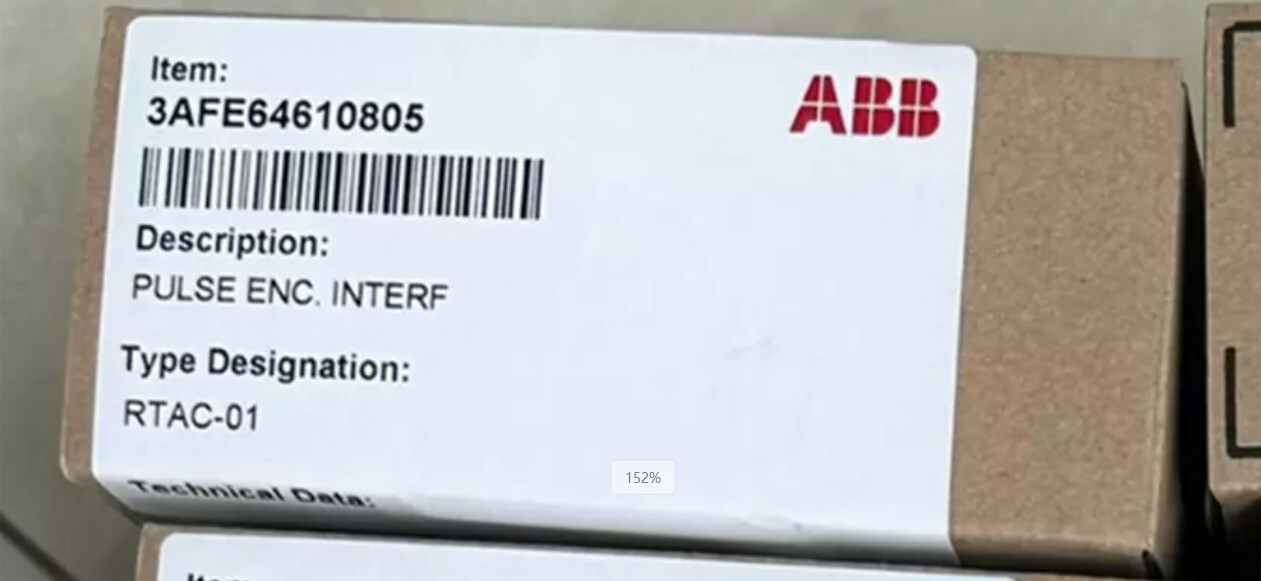 Item:
3AFE64610805
ABB
Description:
PULSE ENC. INTERF
Type Designation:
RTAC-01
Technical Data:
152%